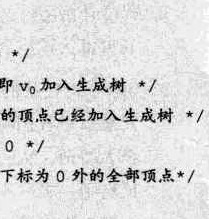 */
即 v₀ 加入生成树 */
的顶点已经加入生成树 */
0 */
下标为 0 外的全部顶点*/